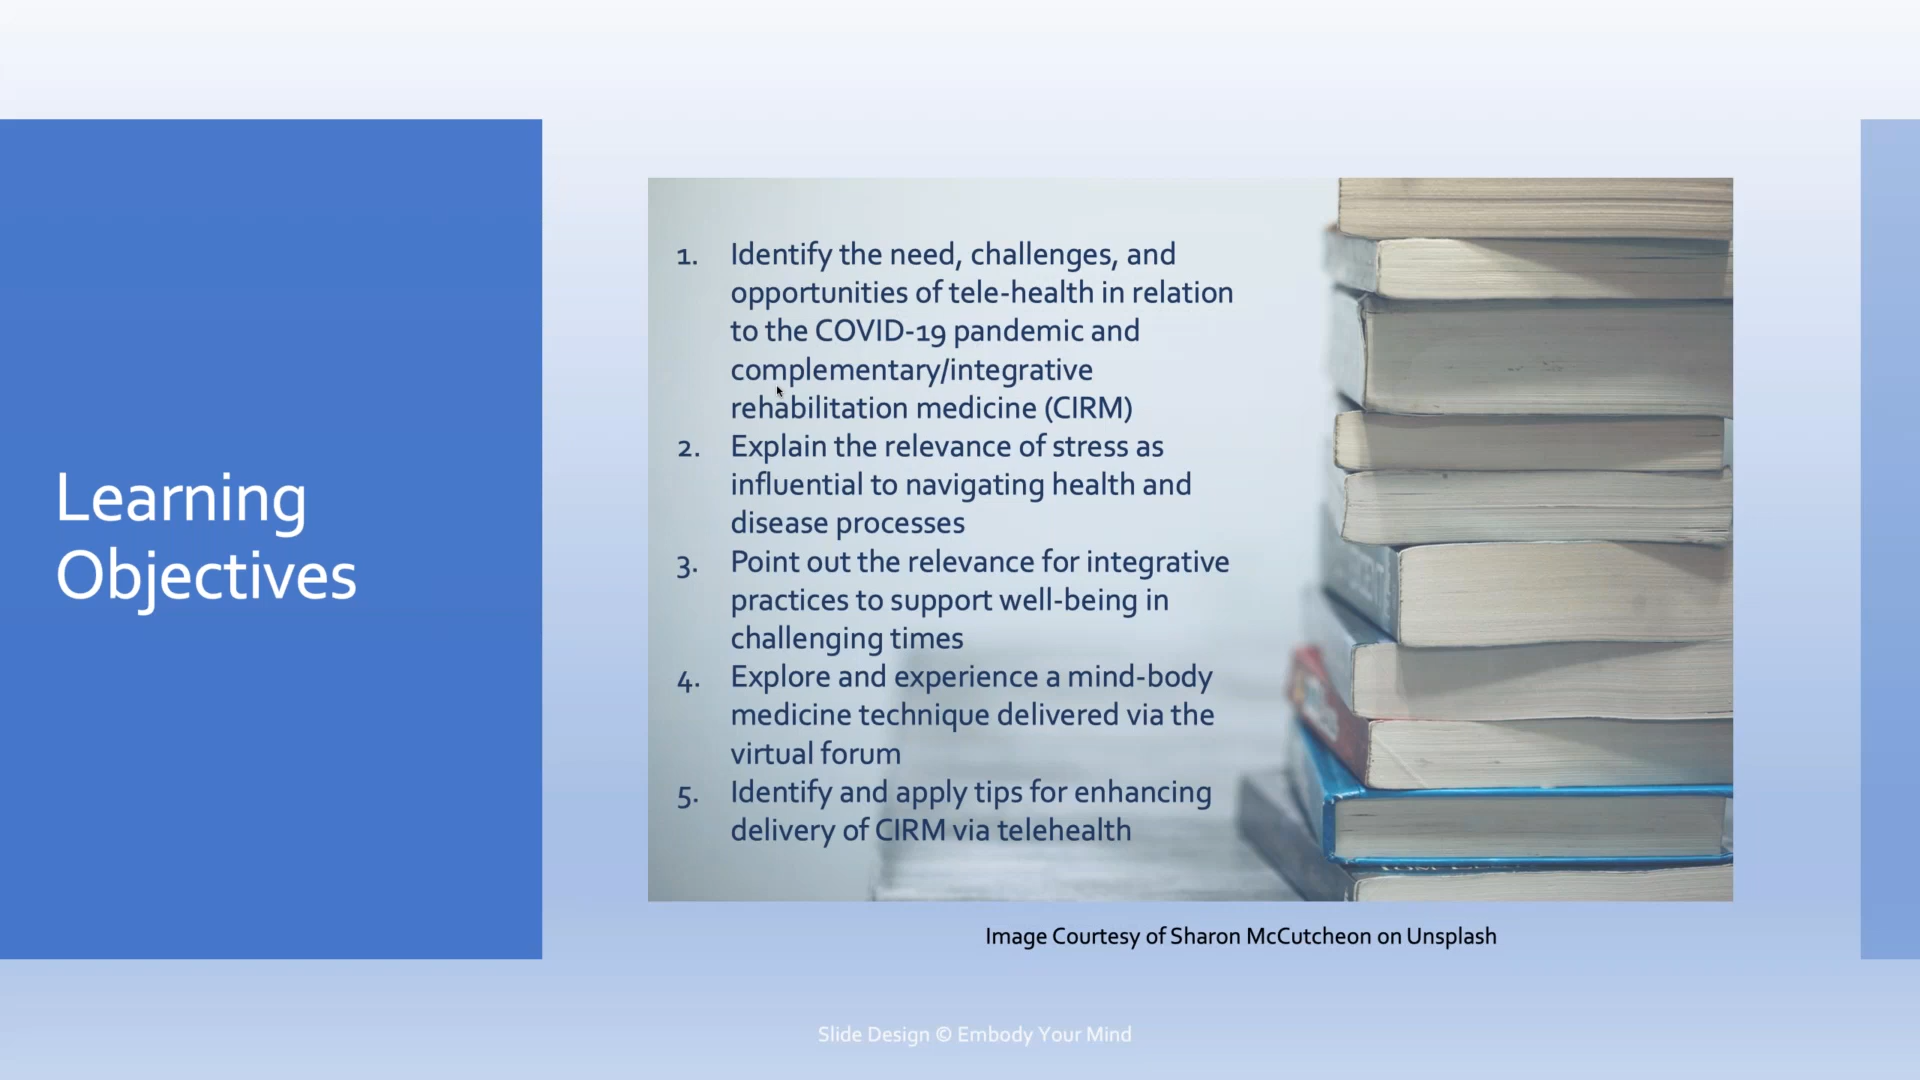 Learning
Objectives
1. Identify the need, challenges, and
opportunities of tele-health in relation
to the COVID-19 pandemic and
complementary/integrative
rehabilitation medicine (CIRM)
2. Explain the relevance of stress as
influential to navigating health and
disease processes
3. Point out the relevance for integrative
practices to support well-being in
challenging times
4. Explore and experience a mind-body
medicine technique delivered via the
virtual forum
5. Identify and apply tips for enhancing
delivery of CIRM via telehealth
Image Courtesy of Sharon McCutcheon on Unsplash
Slide Design © Embody Your Mind